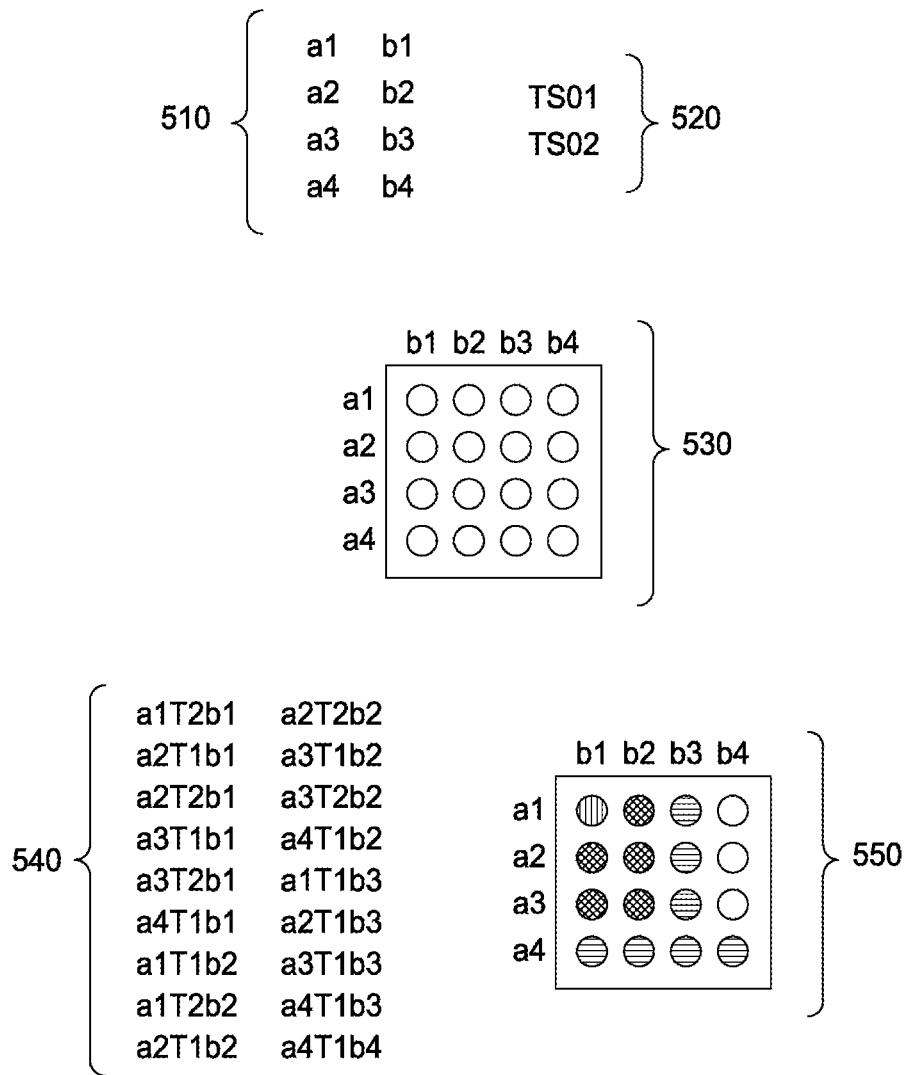 a1 b1
a2 b2
a3 b3
a4 b4
510
TS01
TS02
520
b1 b2 b3 b4
a1
a2
a3
a4
530
540
a1T2b1 a2T2b2
a2T1b1 a3T1b2
a2T2b1 a3T2b2
a3T1b1 a4T1b2
a3T2b1 a1T1b3
a4T1b1 a2T1b3
a1T1b2 a3T1b3
a1T2b2 a4T1b3
a2T1b2 a4T1b4
b1 b2 b3 b4
a1
a2
a3
a4
550